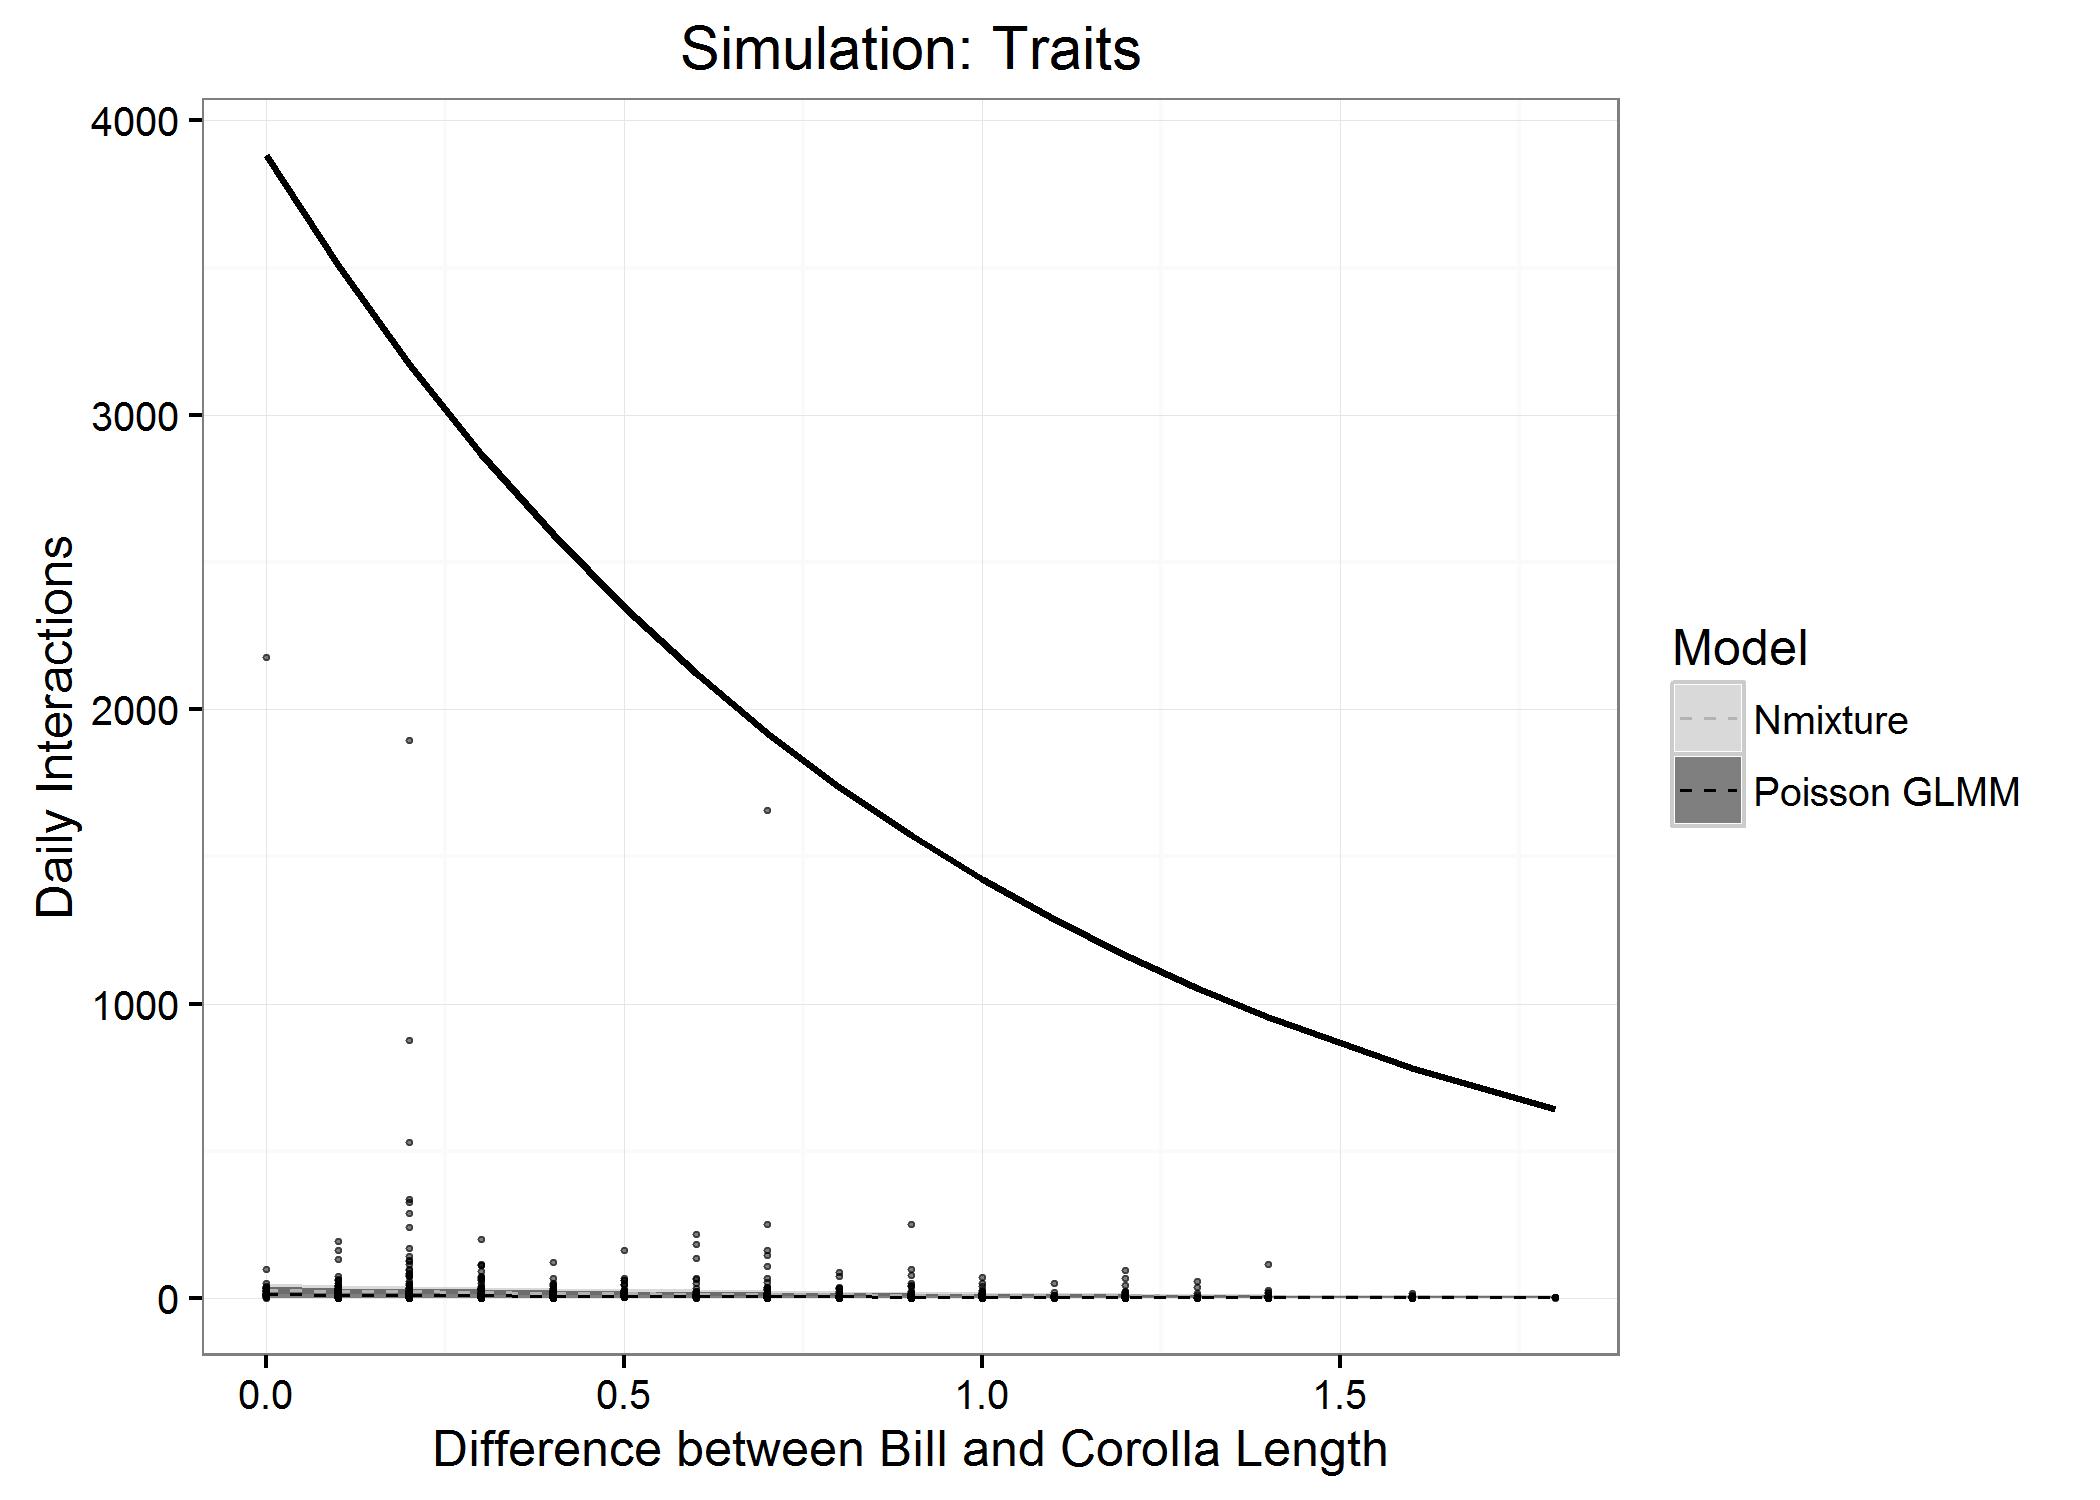 Simulation: Traits
4000
3000
2000
1000
0
Daily Interactions
0.0
0.5
1.0
1.5
Difference between Bill and Corolla Length
Model
Nmixture
Poisson GLMM